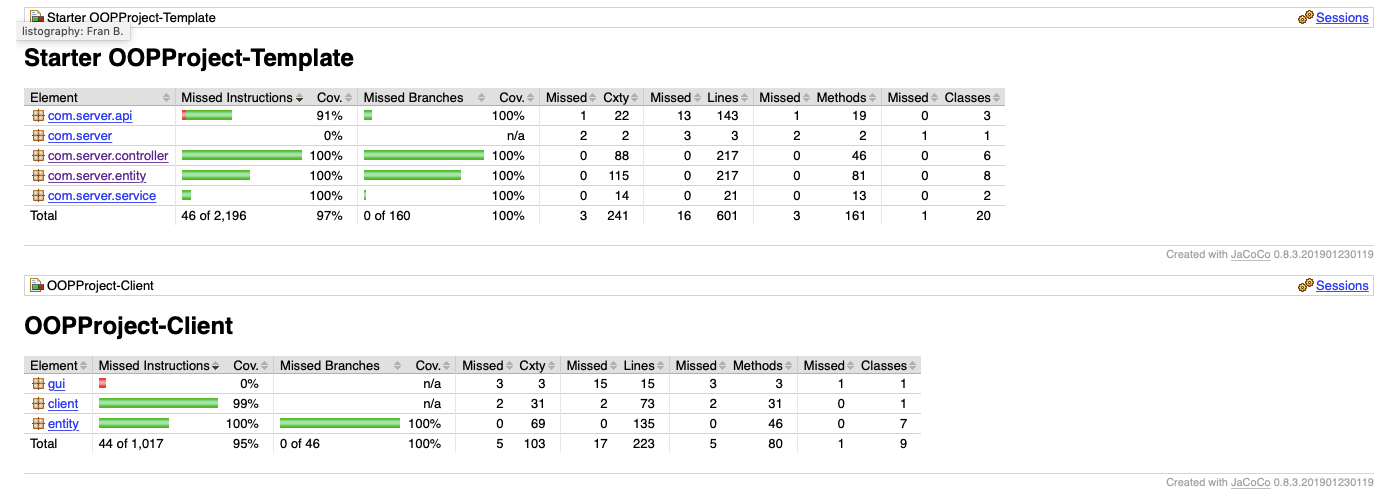 Starter OOPProject-Template Sessions
listography: Fran B.
Starter OOPProject-Template
Element Missed Instructions Cov. Missed Branches Cov. Missed Cxty Missed Lines Missed Methods Missed Classes
com.server.api 91% 100% 1 22 13 143 1 19 0 3
com.server 0% n/a 2 2 3 3 2 2 1 1
com.server.controller 100% 100% 0 88 0 217 0 46 0 6
com.server.entity 100% 100% 0 115 0 217 0 81 0 8
com.server.service 100% 100% 0 14 0 21 0 13 0 2
Total 46 of 2,196 97% 0 of 160 100% 3 241 16 601 3 161 1 20
Created with JaCoCo 0.8.3.201901230119
OOPProject-Client Sessions
OOPProject-Client
Element Missed Instructions Cov. Missed Branches Cov. Missed Cxty Missed Lines Missed Methods Missed Classes
gui 0% n/a 3 3 15 15 3 3 1 1
client 99% n/a 2 31 2 73 2 31 0 1
entity 100% 100% 0 69 0 135 0 46 0 7
Total 44 of 1,017 95% 0 of 46 100% 5 103 17 223 5 80 1 9
Created with JaCoCo 0.8.3.201901230119